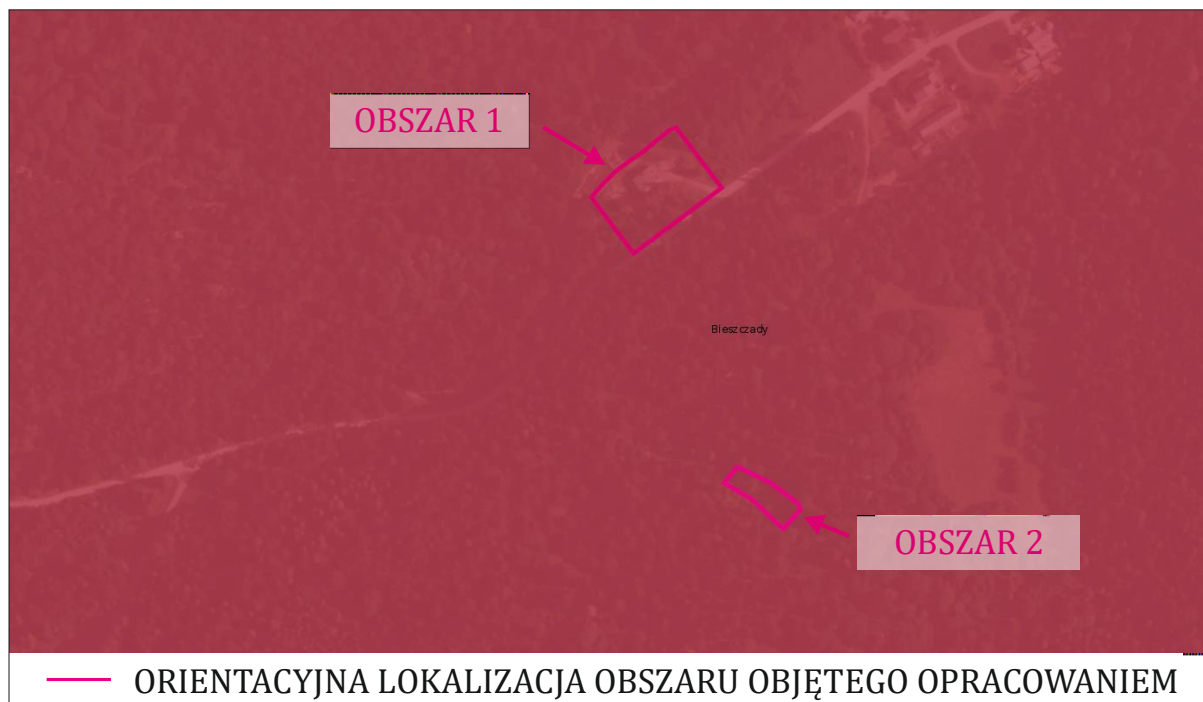 OBSZAR 1
Bieszczady
OBSZAR 2
ORIENTACYJNA LOKALIZACJA OBSZARU OBJĘTEGO OPRACOWANIEM